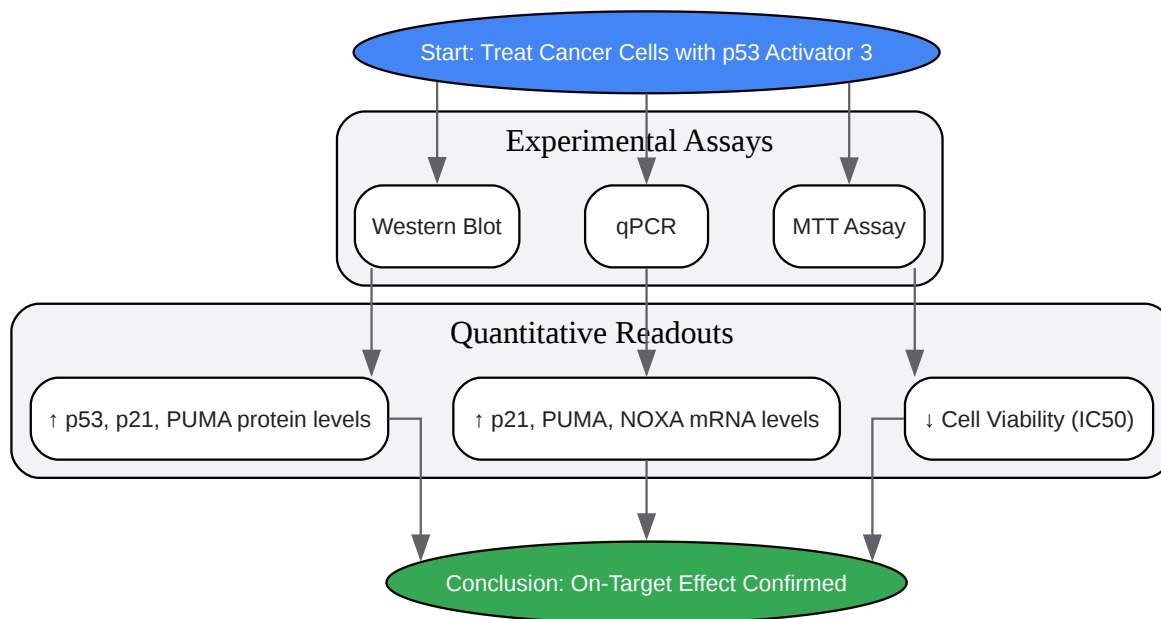 Start: Treat Cancer Cells with p53 Activator 3
Experimental Assays
Western Blot
qPCR
MTT Assay
Quantitative Readouts
↑ p53, p21, PUMA protein levels
↑ p21, PUMA, NOXA mRNA levels
↓ Cell Viability (IC50)
Conclusion: On-Target Effect Confirmed